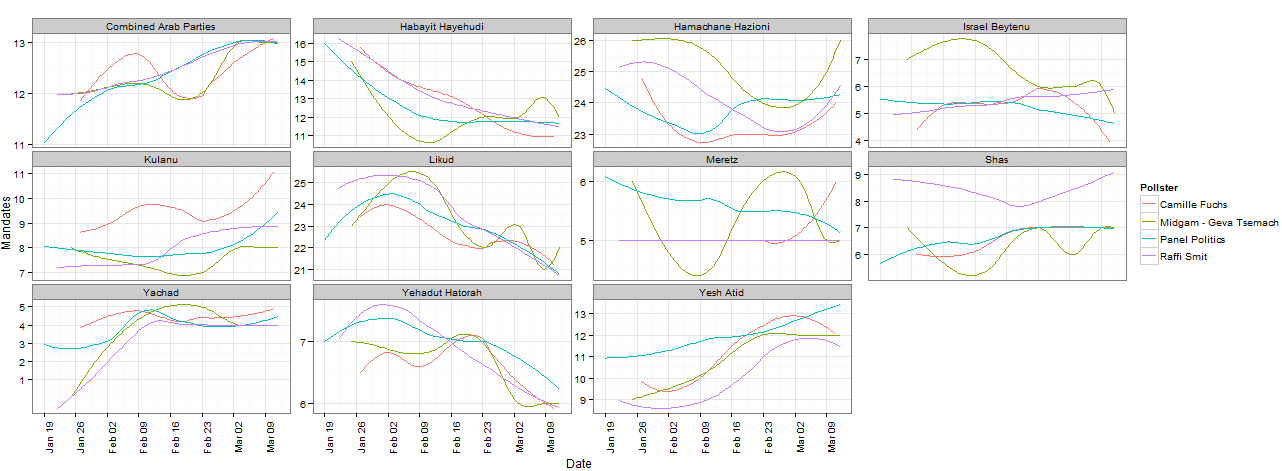 Combined Arab Parties
Habayit Hayehudi
Hamachane Hazioni
Israel Beytenu
13
12
11
16
15
14
13
12
11
26
25
24
23
7
6
5
4
Kulanu
Likud
Meretz
Shas
11
10
9
8
7
25
24
23
22
21
6
5
9
8
7
6
Yachad
Yehadut Hatorah
Yesh Atid
5
4
3
2
1
7
6
13
12
11
10
9
Jan 19
Jan 26
Feb 02
Feb 09
Feb 16
Feb 23
Mar 02
Mar 09
Jan 19
Jan 26
Feb 02
Feb 09
Feb 16
Feb 23
Mar 02
Mar 09
Jan 19
Jan 26
Feb 02
Feb 09
Feb 16
Feb 23
Mar 02
Mar 09
Mandates
Date
Pollster
Camille Fuchs
Midgam - Geva Tsemach
Panel Politics
Raffi Smit